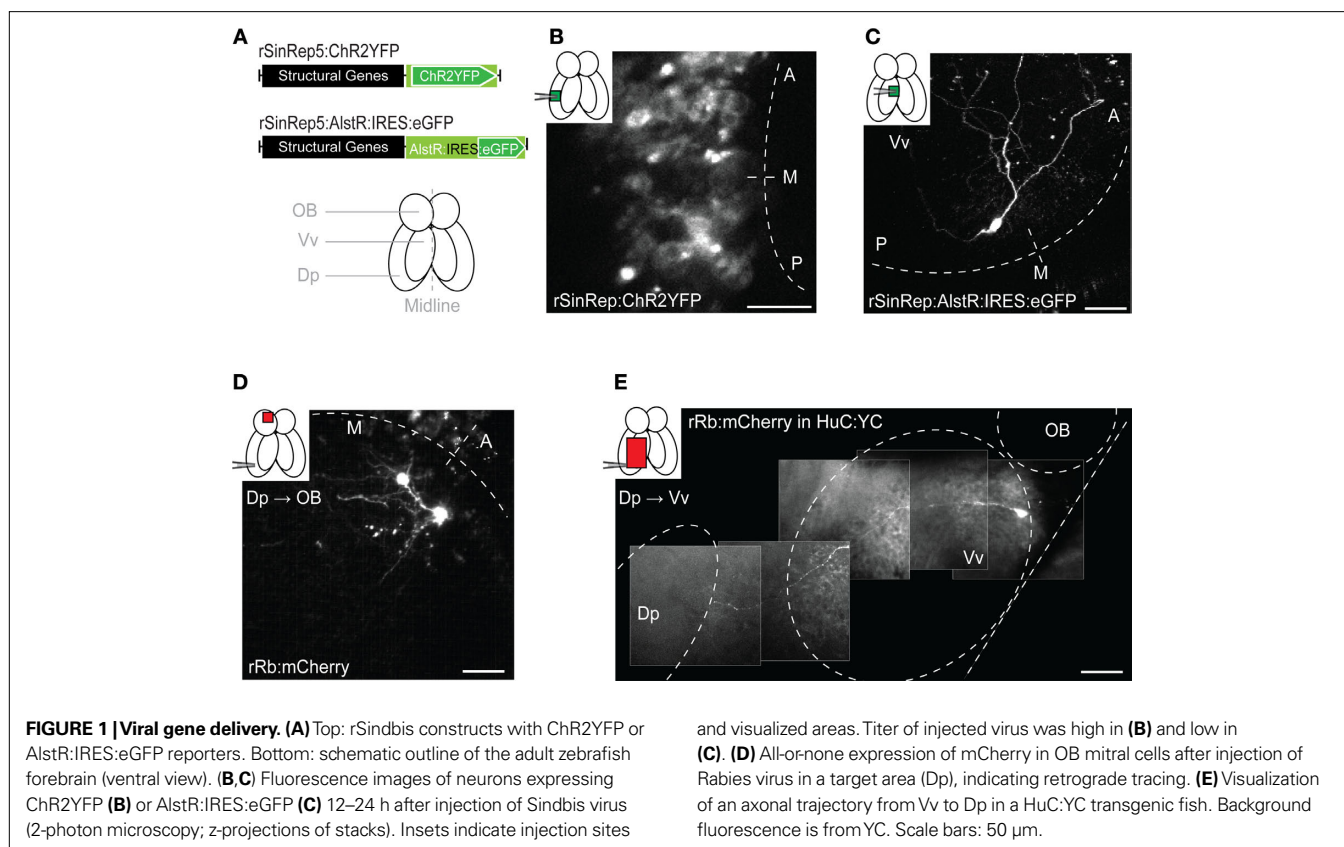 A
rSinRep5:ChR2YFP
Structural Genes ChR2YFP
rSinRep5:AlstR:IRES:eGFP
Structural Genes AlstR:IRES:eGFP
OB
Vv
Dp
Midline
B
A
M
P
rSinRep:ChR2YFP
C
Vv
A
P
M
rSinRep:AlstR:IRES:eGFP
D
M
A
Dp → OB
rRb:mCherry
E
rRb:mCherry in HuC:YC
OB
Dp → Vv
Vv
Dp
FIGURE 1 | Viral gene delivery. (A) Top: rSindbis constructs with ChR2YFP or
AlstR:IRES:eGFP reporters. Bottom: schematic outline of the adult zebrafish
forebrain (ventral view). (B,C) Fluorescence images of neurons expressing
ChR2YFP (B) or AlstR:IRES:eGFP (C) 12–24 h after injection of Sindbis virus
(2-photon microscopy; z-projections of stacks). Insets indicate injection sites
and visualized areas. Titer of injected virus was high in (B) and low in
(C). (D) All-or-none expression of mCherry in OB mitral cells after injection of
Rabies virus in a target area (Dp), indicating retrograde tracing. (E) Visualization
of an axonal trajectory from Vv to Dp in a HuC:YC transgenic fish. Background
fluorescence is from YC. Scale bars: 50 μm.